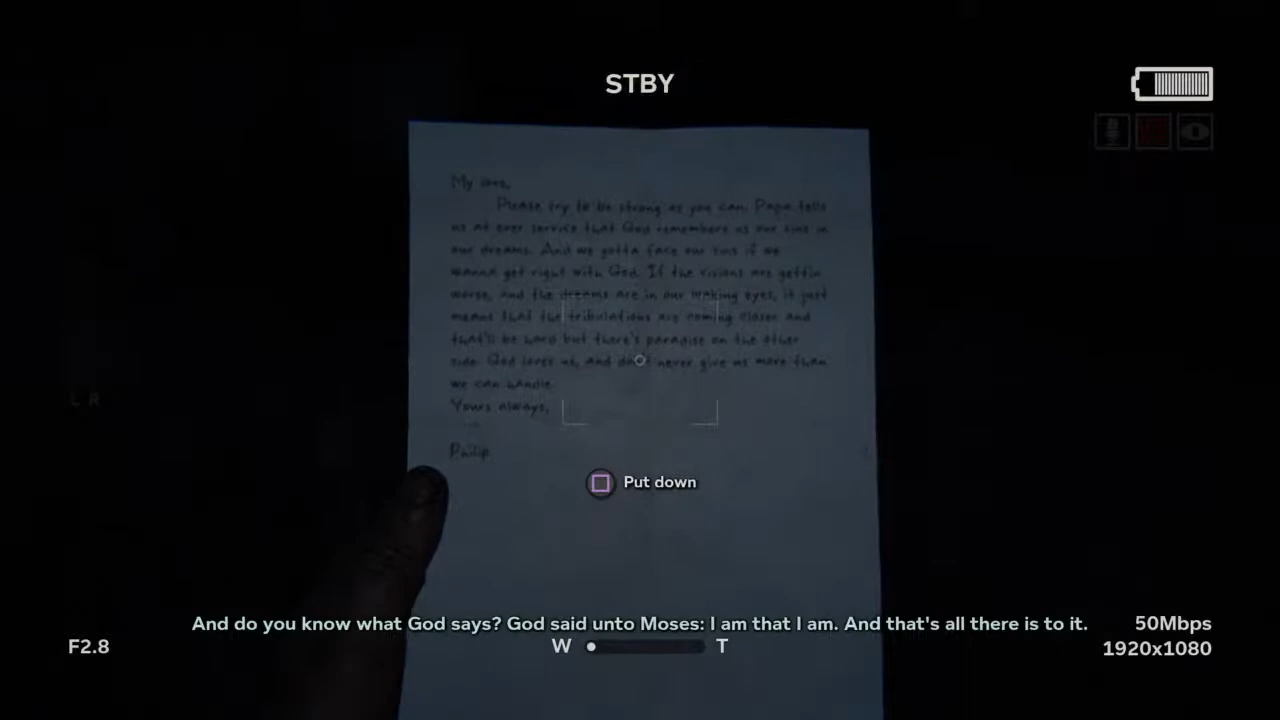 STBY
My love,
Please try to be strong as you can. Papa tells
us at ever service that God remembers us our sins in
our dreams. And we gotta face our sins if we
wanna get right with God. If the visions are gettin
worse, and the dreams are in our waking eyes, it just
means that the tribulations are coming closer and
that'll be hard but there's paradise on the other
side. God loves us, and don't never give us more than
we can handle.
Yours always,
Philip
L R
Put down
And do you know what God says? God said unto Moses: I am that I am. And that's all there is to it.
50Mbps
F2.8
W T
1920x1080